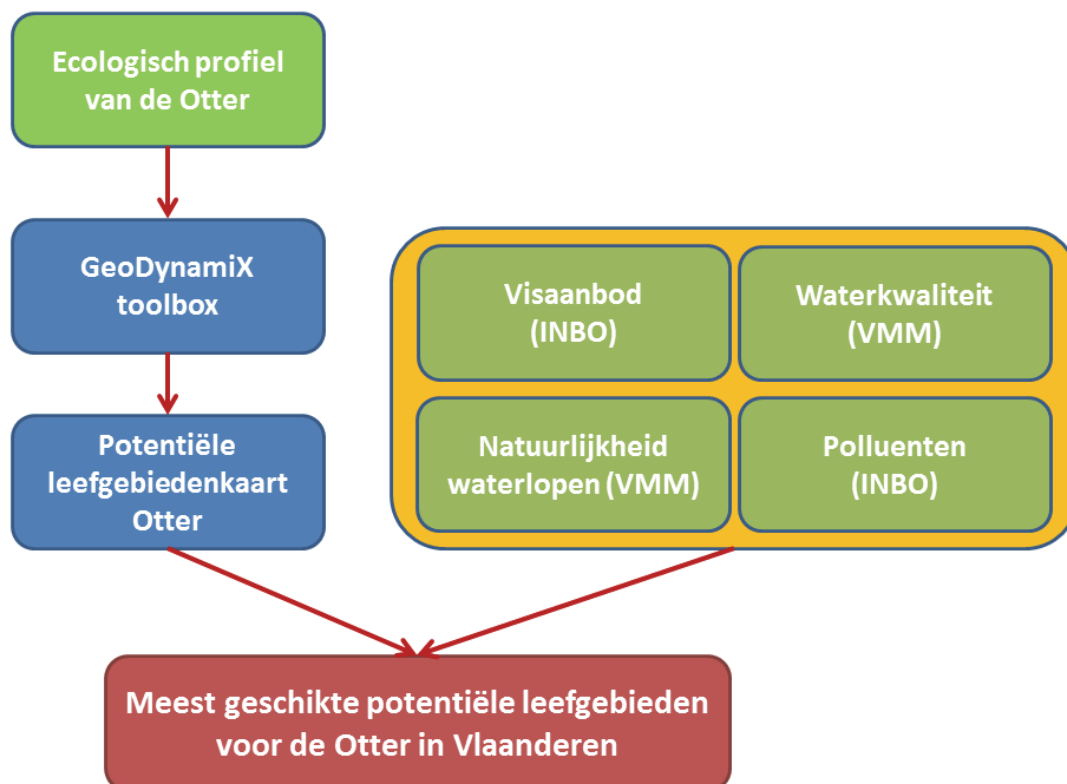 Ecologisch profiel
van de Otter
GeoDynamiX
toolbox
Potentiële
leefgebiedenkaart
Otter
Visaanbod
(INBO)
Waterkwaliteit
(VMM)
Natuurlijkheid
waterlopen (VMM)
Polluenten
(INBO)
Meest geschikte potentiële leefgebieden
voor de Otter in Vlaanderen